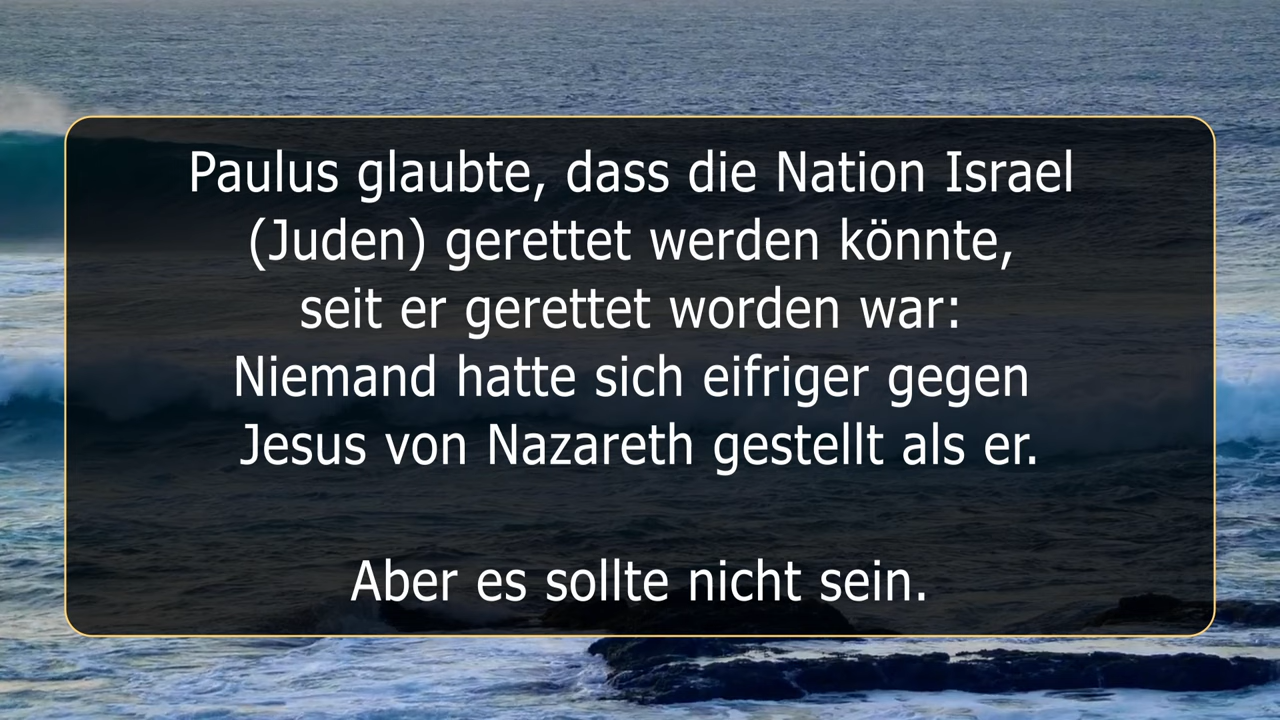 Paulus glaubte, dass die Nation Israel
(Juden) gerettet werden könnte,
seit er gerettet worden war:
Niemand hatte sich eifriger gegen
Jesus von Nazareth gestellt als er.
Aber es sollte nicht sein.